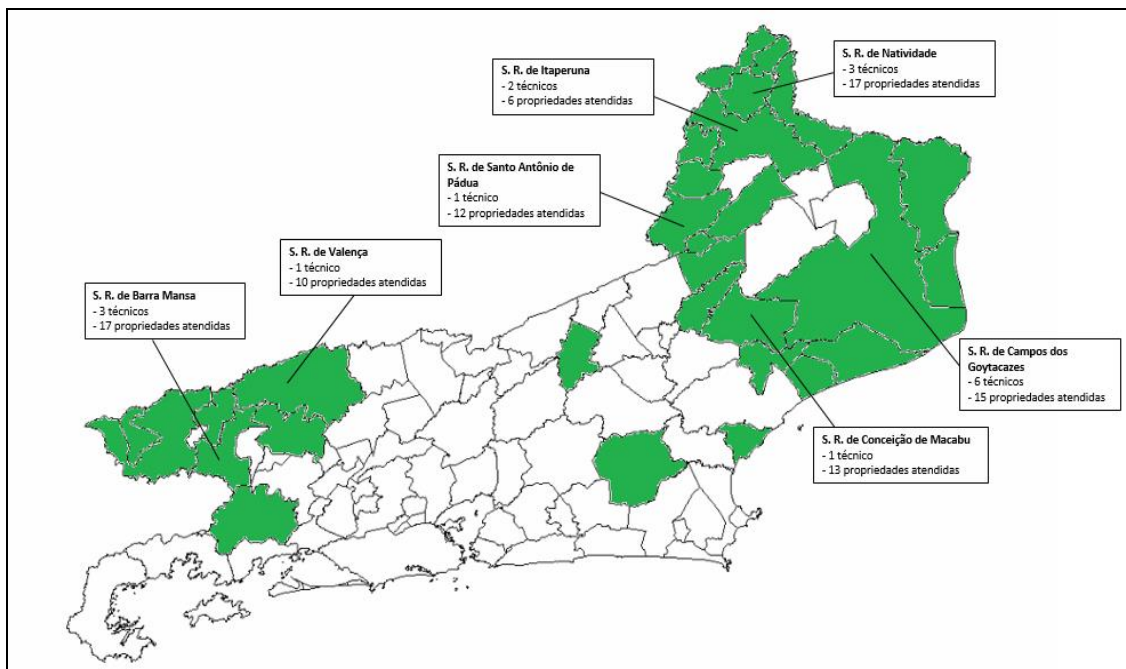 S. R. de Natividade
- 3 técnicos
- 17 propriedades atendidas
S. R. de Itaperuna
- 2 técnicos
- 6 propriedades atendidas
S. R. de Santo Antônio de
Pádua
- 1 técnico
- 12 propriedades atendidas
S. R. de Valença
- 1 técnico
- 10 propriedades atendidas
S. R. de Barra Mansa
- 3 técnicos
- 17 propriedades atendidas
S. R. de Campos dos
Goytacazes
- 6 técnicos
- 15 propriedades atendidas
S. R. de Conceição de Macabu
- 1 técnico
- 13 propriedades atendidas